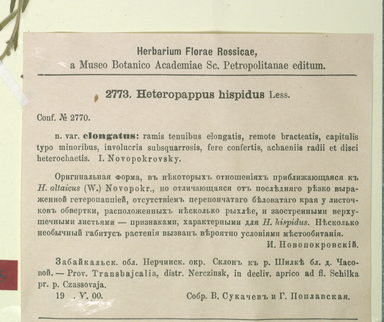 Herbarium Florae Rossicae,
a Museo Botanico Academiae Sc. Petropolitanae editum.
2773. Heteropappus hispidus Less.
Conf. № 2770.
n. var. elongatus: ramis tenuibus elongatis, remote bracteatis, capitulis
typo minoribus, involucris subsquarrosis, fere confertis, achaeniis radii et disci
heterochaetis. I. Novopokrovsky.
Оригинальная форма, въ нѣкоторыхъ отношеніяхъ приближающаяся къ
H. altaicus (W.) Novopokr., но отличающаяся отъ послѣдняго рѣзко выра-
женной гетеропаппіей, отсутствіемъ перепончатаго бѣловатаго края у листоч-
ковъ обвертки, расположенныхъ нѣсколько рыхлѣе, и заостренными верху-
шечными листьями — признаками, характерными для H. hispidus. Нѣсколько
необычный габитусъ растенія вызванъ вѣроятно условіями мѣстообитанія.
И. Новопокровскій.
Забайкальск. обл. Нерчинск. окр. Склонъ къ р. Шилкѣ бл. д. Часо-
вой. — Prov. Transbajcalia, distr. Nerczinsk, in decliv. aprico ad fl. Schilka
pr. p. Czassovaja.
19 V. 00. Собр. В. Сукачевъ и Г. Поплавская.